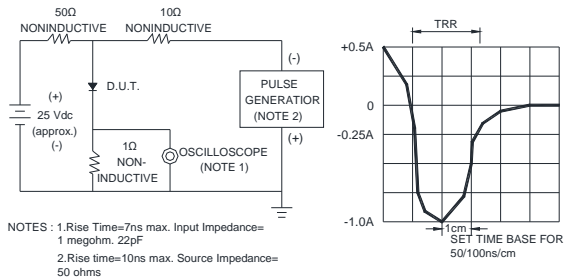 50Ω
NONINDUCTIVE
10Ω
NONINDUCTIVE
(+)
25 Vdc
(approx.)
(-)
D.U.T.
1Ω
NON-
INDUCTIVE
OSCILLOSCOPE
(NOTE 1)
(-)
PULSE
GENERATIOR
(NOTE 2)
(+)
TRR
+0.5A
0
-0.25A
-1.0A
1cm
SET TIME BASE FOR
50/100ns/cm
NOTES : 1.Rise Time=7ns max. Input Impedance=
1 megohm. 22pF
2.Rise time=10ns max. Source Impedance=
50 ohms